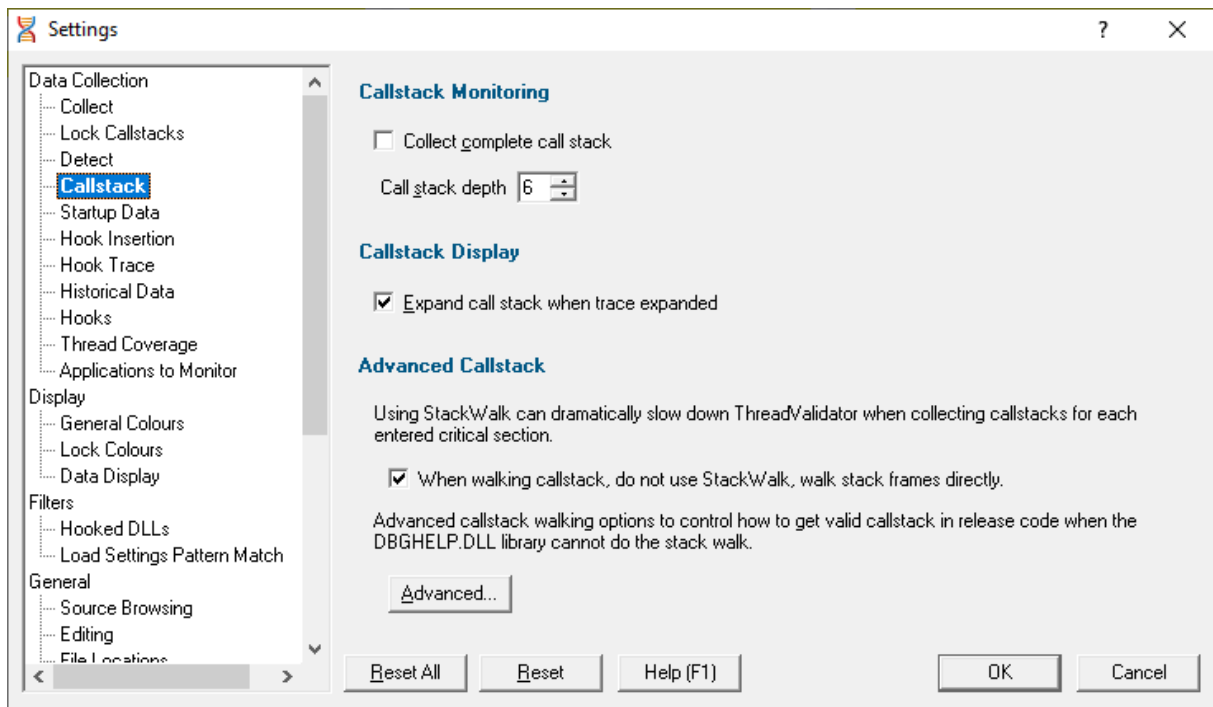 Settings
?
Data Collection
Collect
Lock Callstacks
Detect
Callstack
Startup Data
Hook Insertion
Hook Trace
Historical Data
Hooks
Thread Coverage
Applications to Monitor
Display
General Colours
Lock Colours
Data Display
Filters
Hooked DLLs
Load Settings Pattern Match
General
Source Browsing
Editing
File Locations
Callstack Monitoring
Collect complete call stack
Call stack depth 6
Callstack Display
Expand call stack when trace expanded
Advanced Callstack
Using StackWalk can dramatically slow down ThreadValidator when collecting callstacks for each
entered critical section.
When walking callstack, do not use StackWalk, walk stack frames directly.
Advanced callstack walking options to control how to get valid callstack in release code when the
DBGHELP.DLL library cannot do the stack walk.
Advanced...
Reset All Reset Help (F1) OK Cancel